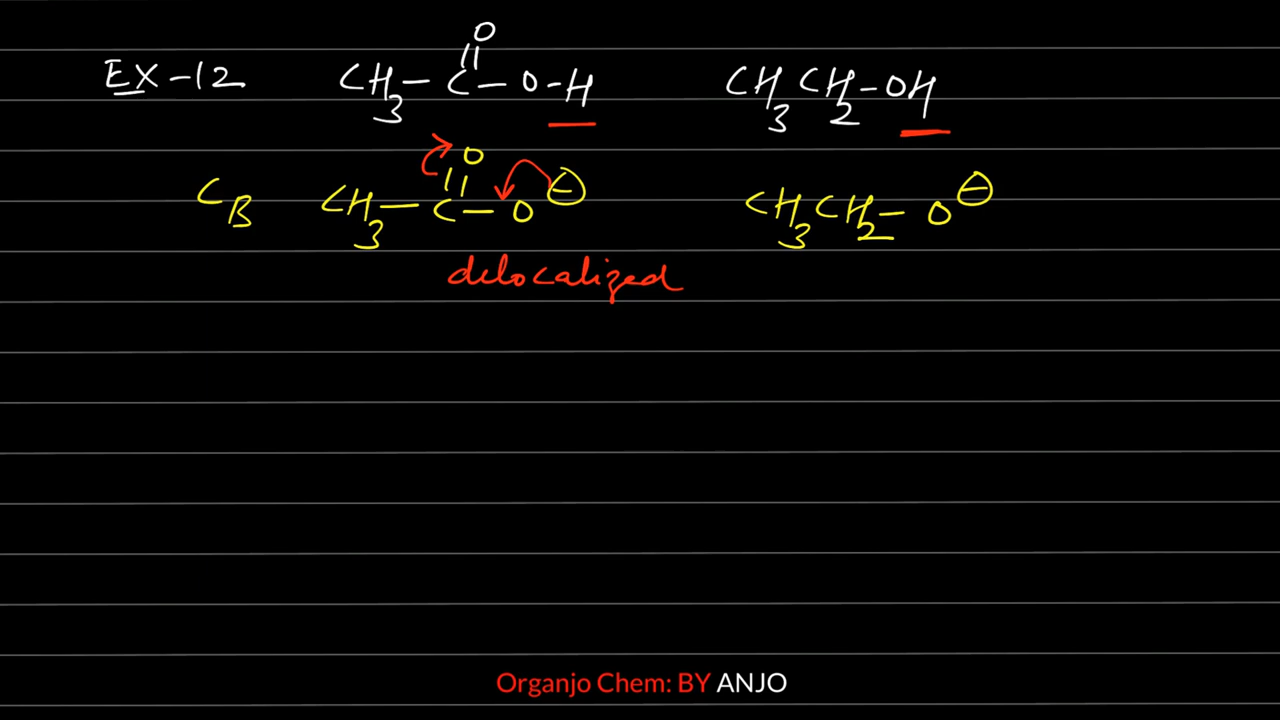 EX-12 CH3-C(=O)-O-H CH3CH2-OH
CB CH3-C(=O)-O⊖ CH3CH2-O⊖
delocalized
Organjo Chem: BY ANJO